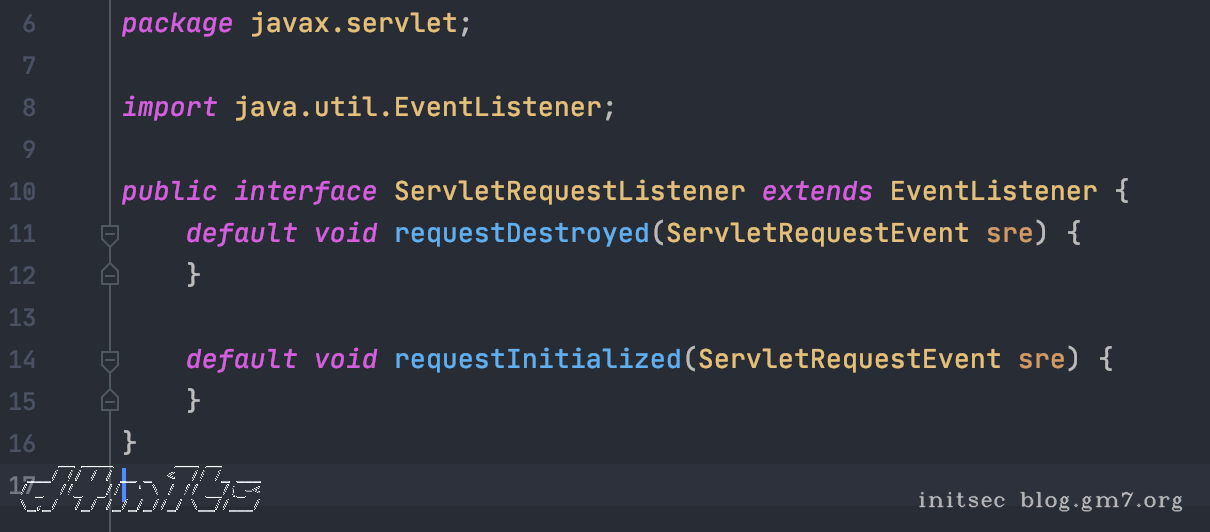 6 package javax.servlet;
7
8 import java.util.EventListener;
9
10 public interface ServletRequestListener extends EventListener {
11     default void requestDestroyed(ServletRequestEvent sre) {
12     }
13
14     default void requestInitialized(ServletRequestEvent sre) {
15     }
16 }
17
d4m1ts
initsec blog.gm7.org